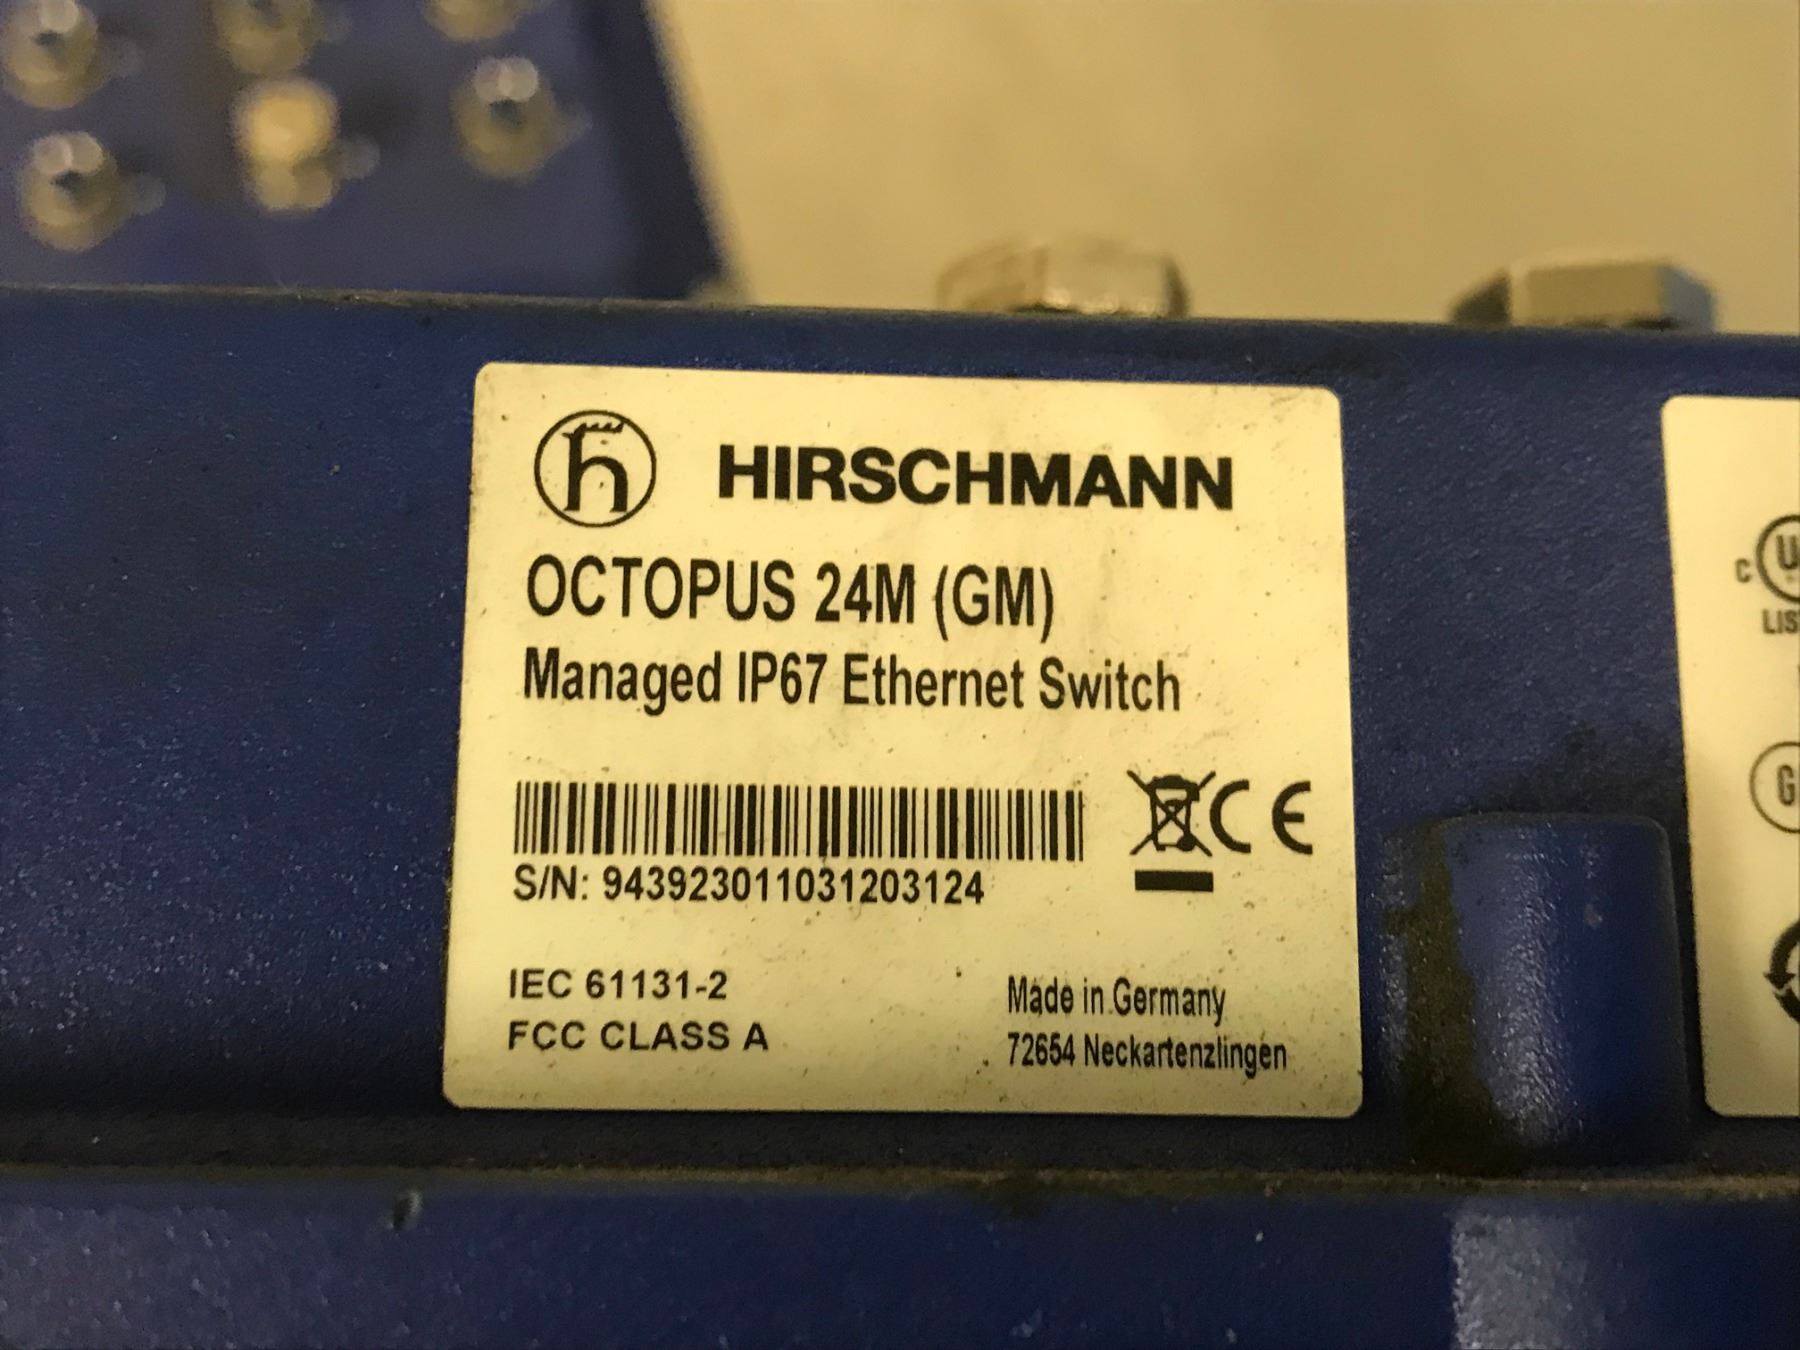 HIRSCHMANN
OCTOPUS 24M (GM)
Managed IP67 Ethernet Switch
S/N: 943923011031203124
IEC 61131-2
FCC CLASS A
Made in Germany
72654 Neckartenzlingen
C